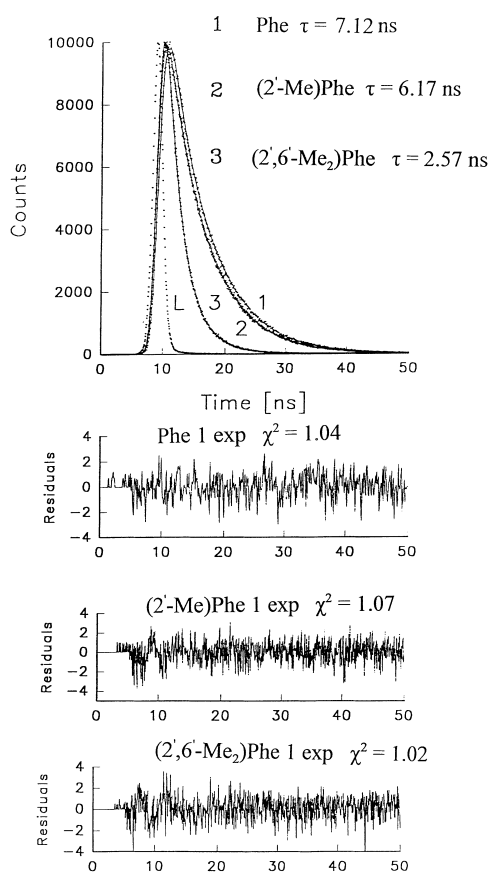 1 Phe τ = 7.12 ns
2 (2'-Me)Phe τ = 6.17 ns
3 (2',6'-Me₂)Phe τ = 2.57 ns
Counts
10000
8000
6000
4000
2000
0
L 3 1
2
0 10 20 30 40 50
Time [ns]
Phe 1 exp χ² = 1.04
Residuals
4
2
0
−2
−4
0 10 20 30 40 50
(2'-Me)Phe 1 exp χ² = 1.07
Residuals
4
2
0
−2
−4
0 10 20 30 40 50
(2',6'-Me₂)Phe 1 exp χ² = 1.02
Residuals
4
2
0
−2
−4
0 10 20 30 40 50